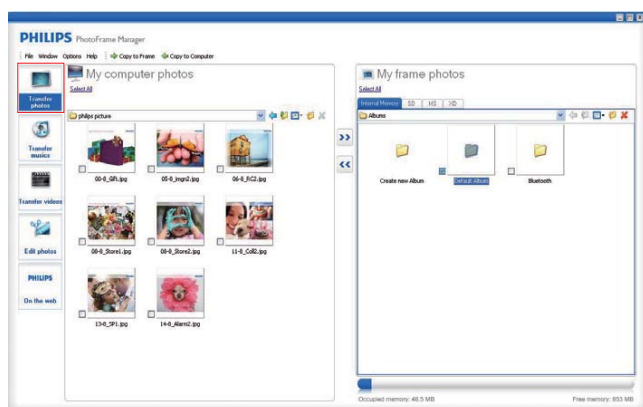 PHILIPS PhotoFrame Manager
File Window Options Help Copy to Frame Copy to Computer
Transfer photos
Transfer musics
Transfer videos
Edit photos
PHILIPS
On the web
My computer photos
Select All
philips picture
00-0_Gift.jpg 05-0_imgn2.jpg 06-0_RC2.jpg
08-0_Store1.jpg 08-0_Store2.jpg 11-0_Coll2.jpg
13-0_SP1.jpg 14-0_Alarm2.jpg
My frame photos
Select All
Internal Memory SD MS XD
Albums
Create new Album Default Album Bluetooth
Occupied memory: 48.5 MB Free memory: 853 MB